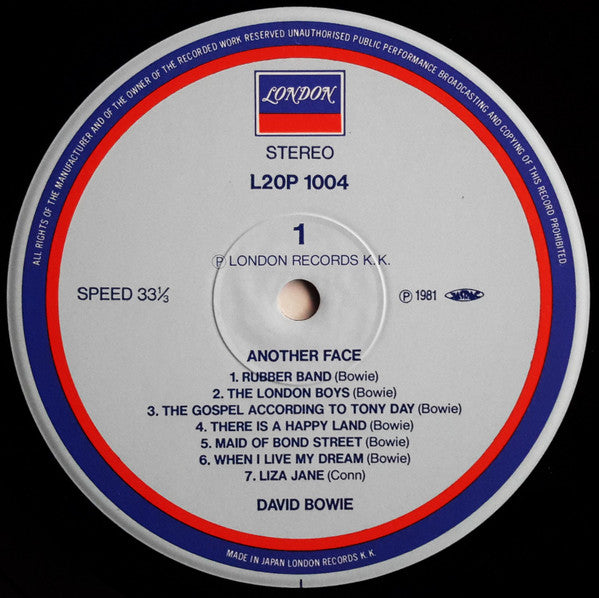 ALL RIGHTS OF THE MANUFACTURER AND OF THE OWNER OF THE RECORDED WORK RESERVED UNAUTHORISED PUBLIC PERFORMANCE BROADCASTING AND COPYING OF THIS RECORD PROHIBITED.
LONDON
STEREO
L20P 1004
1
Ⓟ LONDON RECORDS K.K.
SPEED 33⅓
Ⓟ 1981
ANOTHER FACE
1. RUBBER BAND (Bowie)
2. THE LONDON BOYS (Bowie)
3. THE GOSPEL ACCORDING TO TONY DAY (Bowie)
4. THERE IS A HAPPY LAND (Bowie)
5. MAID OF BOND STREET (Bowie)
6. WHEN I LIVE MY DREAM (Bowie)
7. LIZA JANE (Conn)
DAVID BOWIE
MADE IN JAPAN LONDON RECORDS K.K.